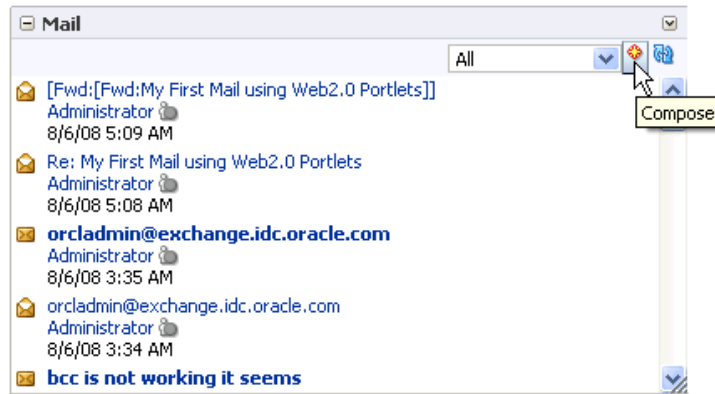 Mail
All
Compose
[Fwd:[Fwd:My First Mail using Web2.0 Portlets]]
Administrator
8/6/08 5:09 AM
Re: My First Mail using Web2.0 Portlets
Administrator
8/6/08 5:08 AM
orcladmin@exchange.idc.oracle.com
Administrator
8/6/08 3:35 AM
orcladmin@exchange.idc.oracle.com
Administrator
8/6/08 3:34 AM
bcc is not working it seems